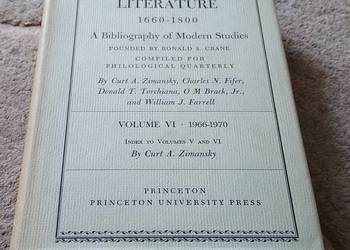 LITERATURE
1660-1800
A Bibliography of Modern Studies
FOUNDED BY RONALD S. CRANE
COMPILED FOR
PHILOLOGICAL QUARTERLY
By Curt A. Zimansky, Charles N. Fifer,
Donald T. Torchiana, O M Brack, Jr.,
and William J. Farrell
VOLUME VI · 1966-1970
INDEX TO VOLUMES V AND VI
By Curt A. Zimansky
PRINCETON
PRINCETON UNIVERSITY PRESS